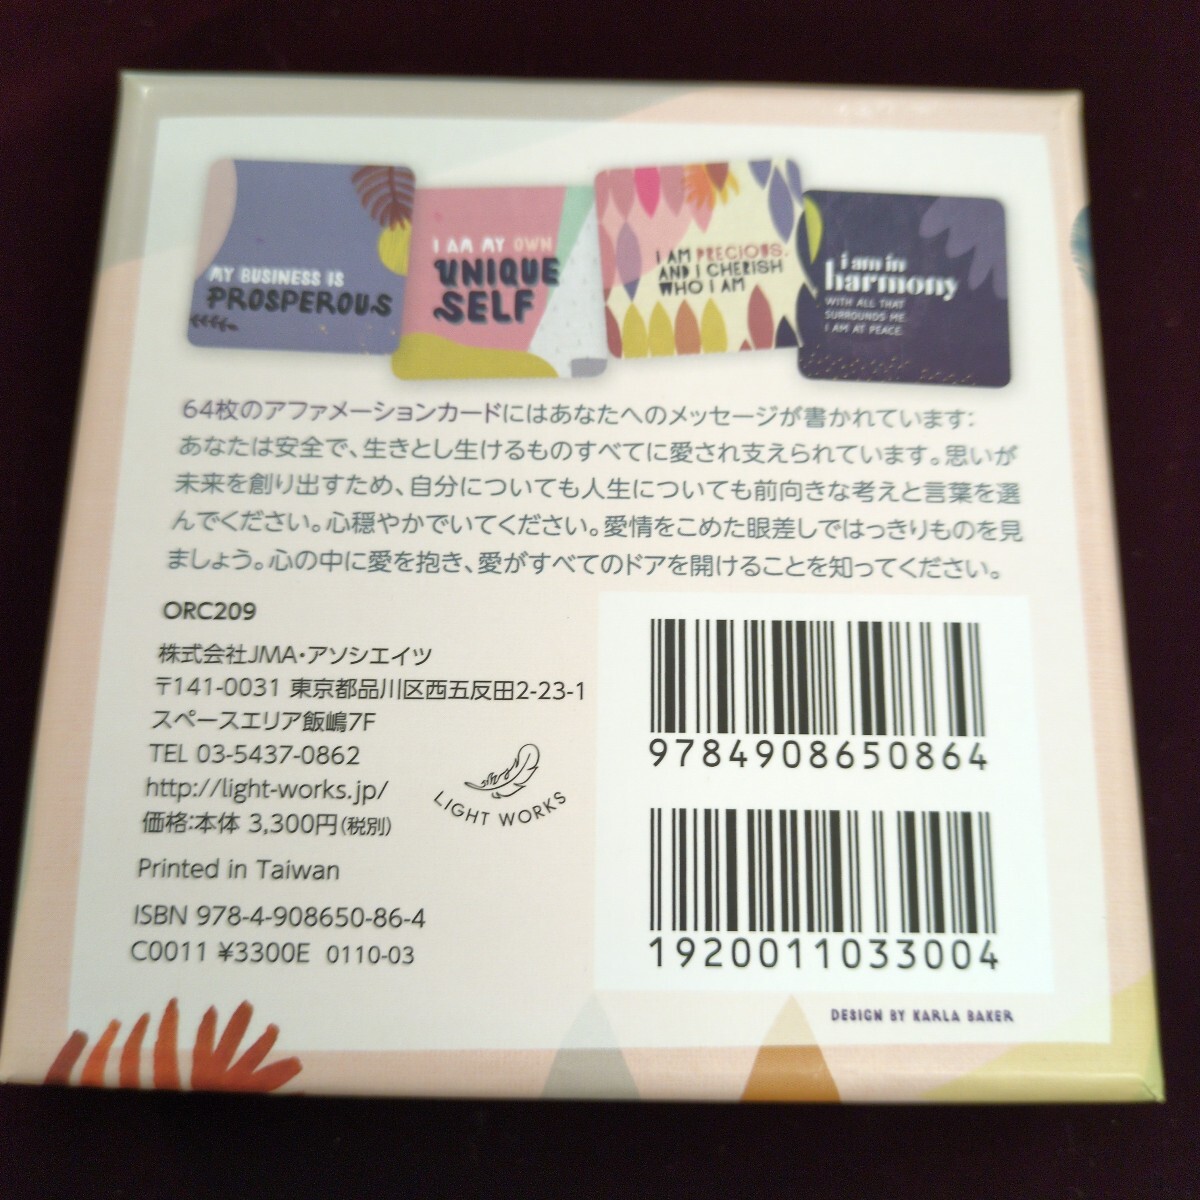 MY BUSINESS IS
PROSPEROUS
I AM MY OWN
UNIQUE
SELF
I AM PRECIOUS.
AND I CHERISH
WHO I AM
i am in
harmony
WITH ALL THAT
SURROUNDS ME.
I AM AT PEACE.
64枚のアファメーションカードにはあなたへのメッセージが書かれています:
あなたは安全で、生きとし生けるものすべてに愛され支えられています。思いが
未来を創り出すため、自分についても人生についても前向きな考えと言葉を選
んでください。心穏やかでいてください。愛情をこめた眼差しではっきりものを見
ましょう。心の中に愛を抱き、愛がすべてのドアを開けることを知ってください。
ORC209
株式会社JMA・アソシエイツ
〒141-0031 東京都品川区西五反田2-23-1
スペースエリア飯嶋7F
TEL 03-5437-0862
http://light-works.jp/
価格:本体 3,300円(税別)
LIGHT WORKS
Printed in Taiwan
ISBN 978-4-908650-86-4
C0011 ¥3300E 0110-03
9784908650864
1920011033004
DESIGN BY KARLA BAKER